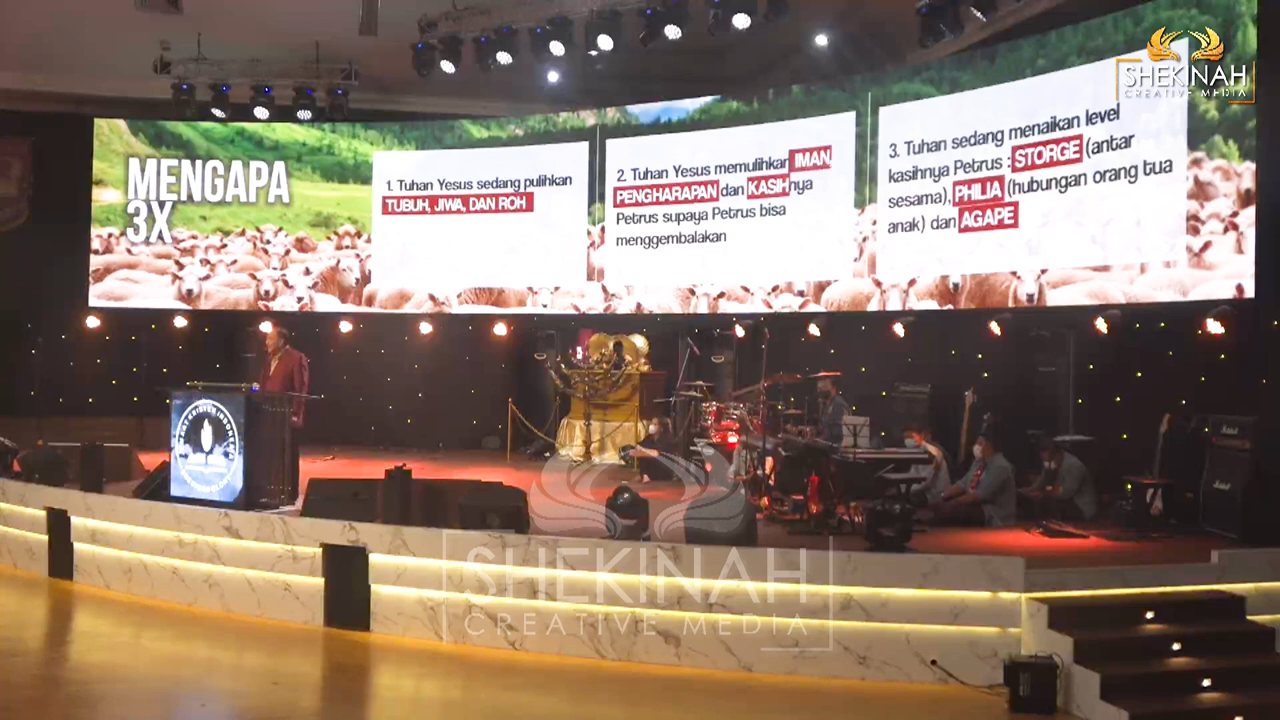 SHEKINAH
CREATIVE MEDIA
MENGAPA
3X
1. Tuhan Yesus sedang pulihkan
TUBUH, JIWA, DAN ROH
2. Tuhan Yesus memulihkan IMAN,
PENGHARAPAN dan KASIHnya
Petrus supaya Petrus bisa
menggembalakan
3. Tuhan sedang menaikan level
kasihnya Petrus : STORGE (antar
sesama), PHILIA (hubungan orang tua
anak) dan AGAPE
Marshall
SHEKINAH
CREATIVE MEDIA